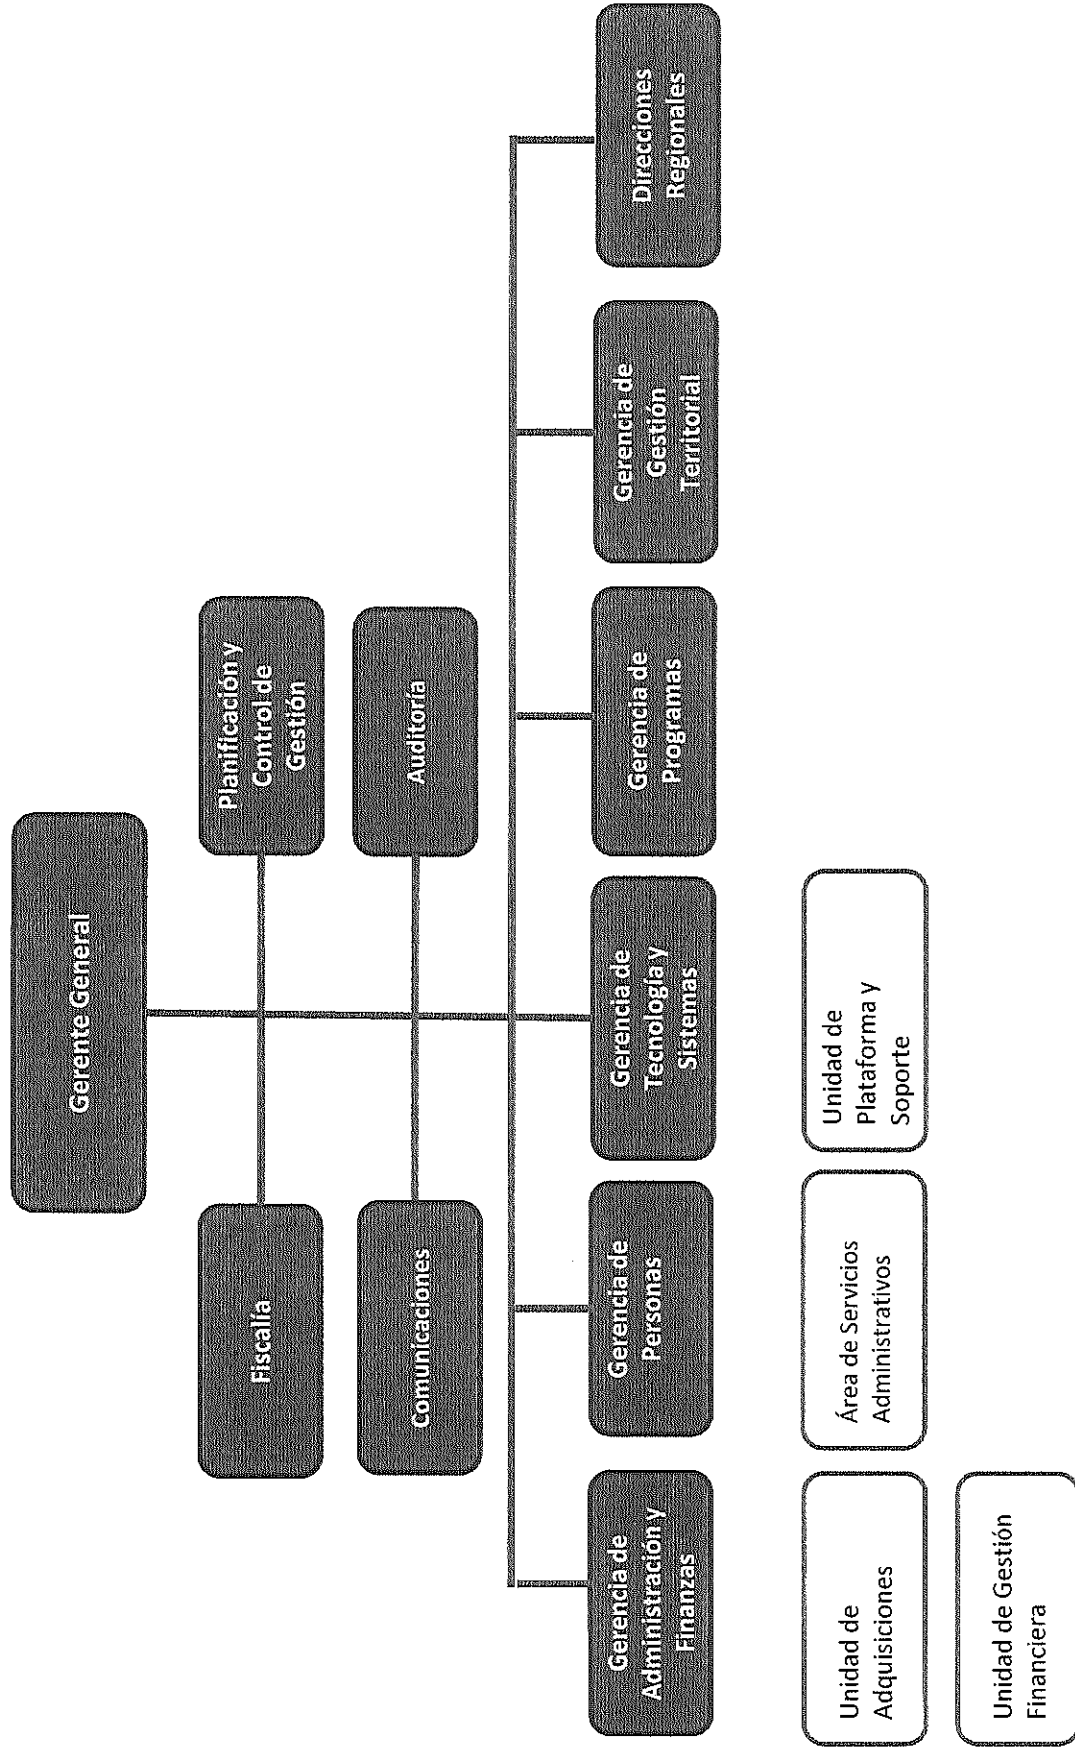 Gerente General
Fiscalía
Planificación y
Control de
Gestión
Comunicaciones
Auditoría
Gerencia de
Administración y
Finanzas
Gerencia de
Personas
Gerencia de
Tecnología y
Sistemas
Gerencia de
Programas
Gerencia de
Gestión
Territorial
Direcciones
Regionales
Unidad de
Adquisiciones
Área de Servicios
Administrativos
Unidad de
Plataforma y
Soporte
Unidad de Gestión
Financiera